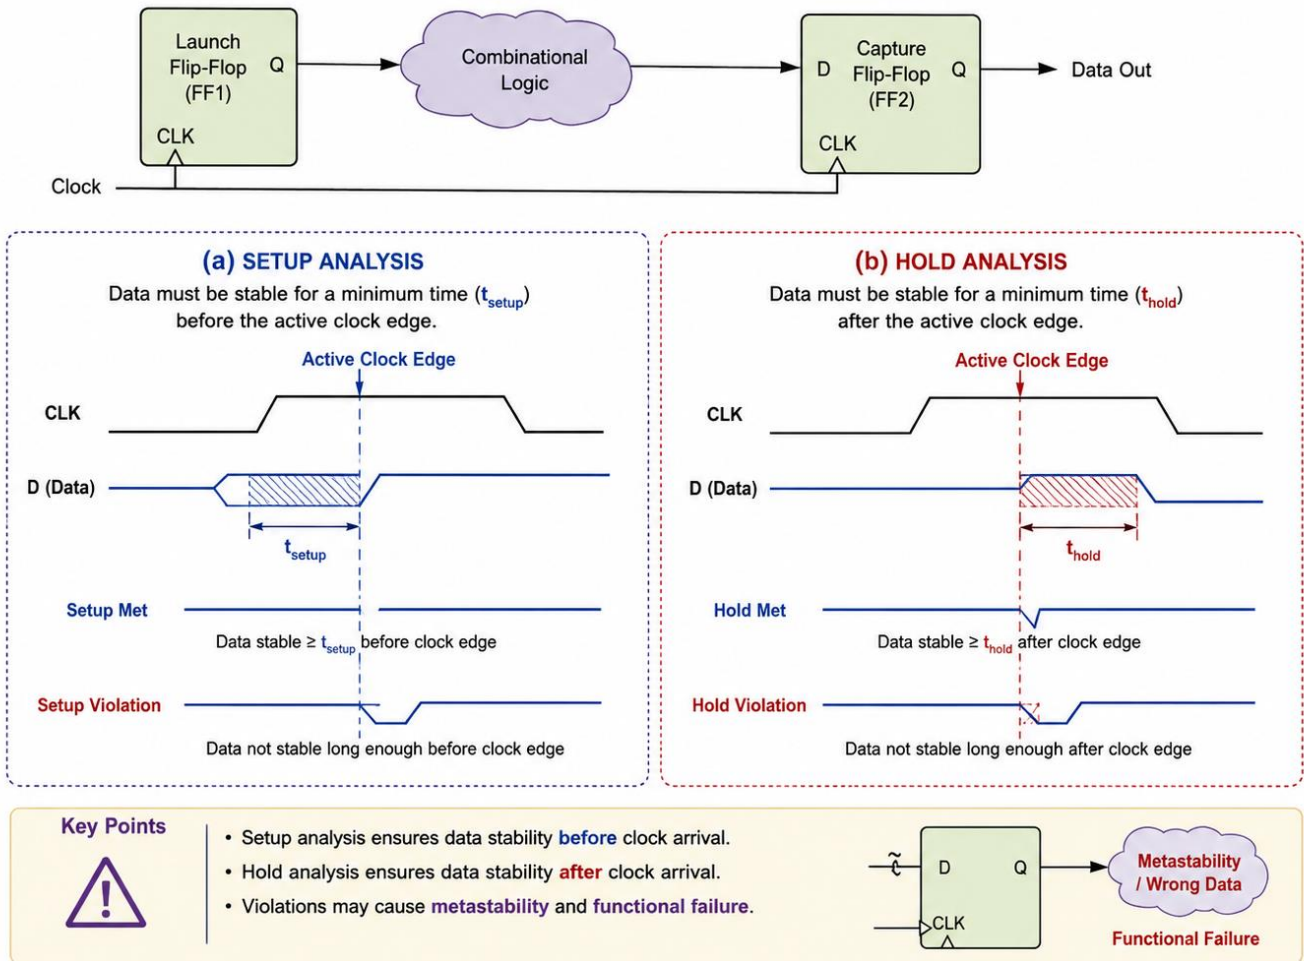 Launch
Flip-Flop
(FF1)
Q
CLK
Combinational
Logic
D
Capture
Flip-Flop
(FF2)
Q
CLK
Data Out
Clock
(a) SETUP ANALYSIS
Data must be stable for a minimum time (tsetup)
before the active clock edge.
Active Clock Edge
CLK
D (Data)
tsetup
Setup Met
Data stable ≥ tsetup before clock edge
Setup Violation
Data not stable long enough before clock edge
(b) HOLD ANALYSIS
Data must be stable for a minimum time (thold)
after the active clock edge.
Active Clock Edge
CLK
D (Data)
thold
Hold Met
Data stable ≥ thold after clock edge
Hold Violation
Data not stable long enough after clock edge
Key Points
!
• Setup analysis ensures data stability before clock arrival.
• Hold analysis ensures data stability after clock arrival.
• Violations may cause metastability and functional failure.
D
Q
CLK
Metastability
/ Wrong Data
Functional Failure